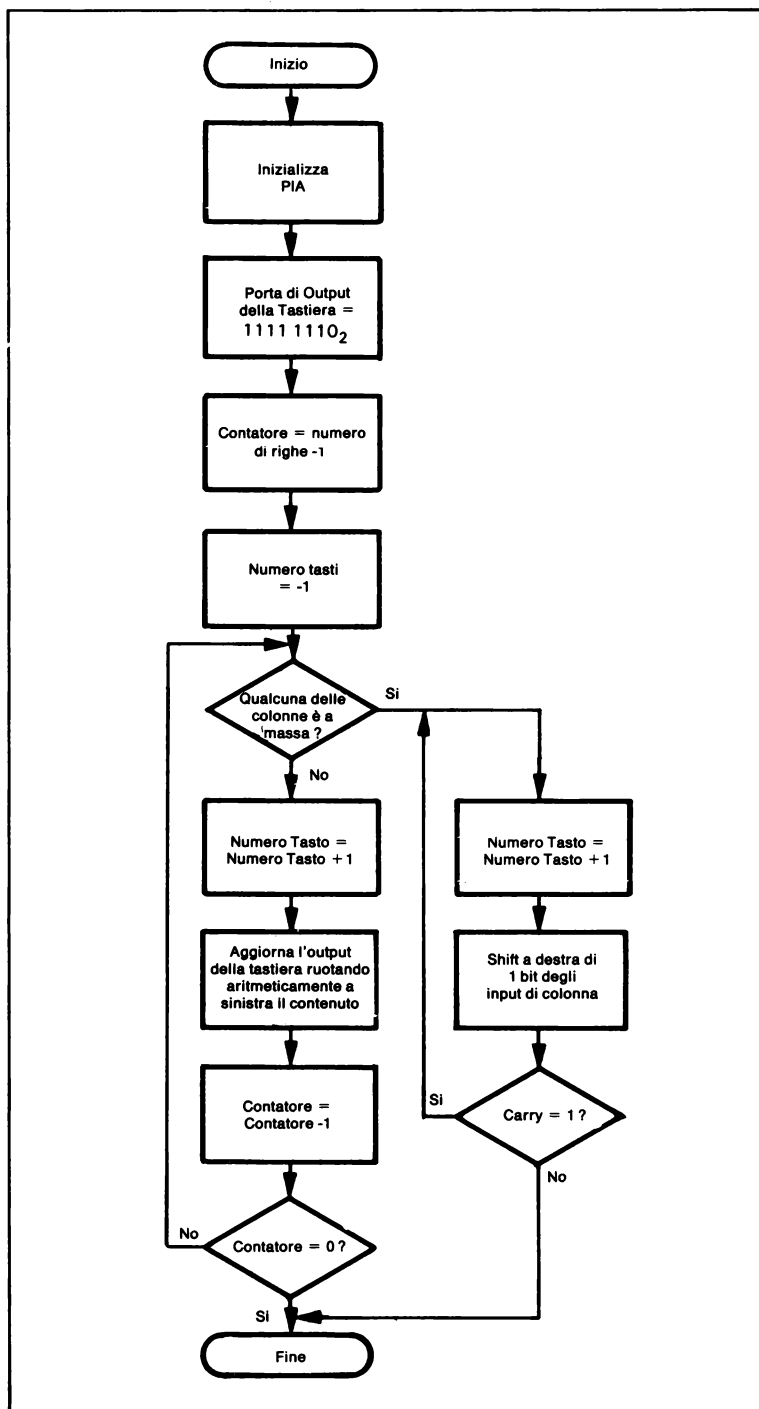 Inizio
Inizializza
PIA
Porta di Output
della Tastiera =
1111 1110₂
Contatore = numero
di righe -1
Numero tasti
= -1
Qualcuna delle
colonne è a
massa ?
Si
No
Numero Tasto =
Numero Tasto + 1
Numero Tasto =
Numero Tasto + 1
Aggiorna l'output
della tastiera ruotando
aritmeticamente a
sinistra il contenuto
Shift a destra di
1 bit degli
input di colonna
Contatore =
Contatore -1
Si
Carry = 1 ?
No
No
Contatore = 0 ?
Si
Fine